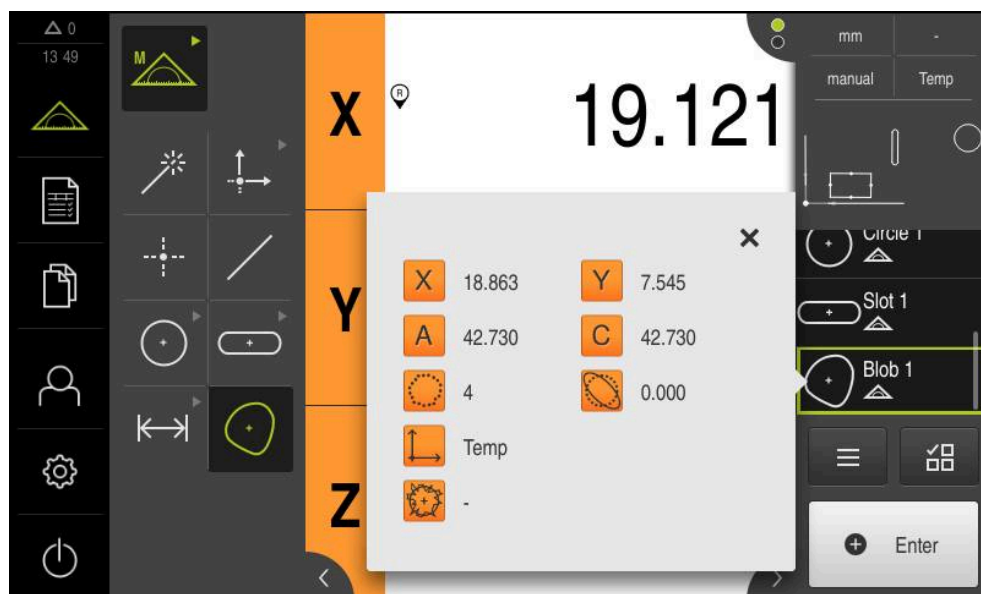 0
13 49
M
X
R
19.121
mm
-
manual
Temp
Circle 1
Slot 1
Blob 1
X
18.863
Y
7.545
A
42.730
C
42.730
4
0.000
Temp
-
Y
Z
Enter